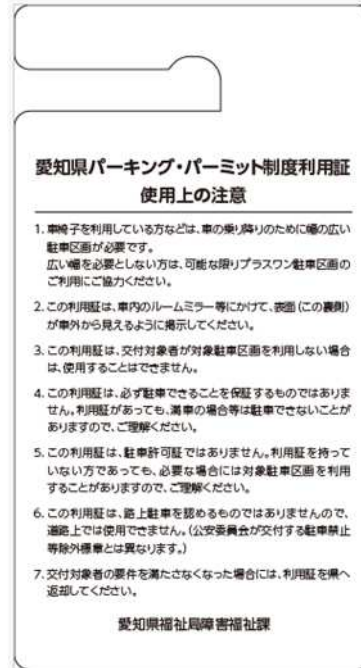 愛知県パーキング・パーミット制度利用証
使用上の注意
1. 車椅子を利用している方などは、車の乗り降りのために幅の広い
駐車区画が必要です。
広い幅を必要としない方は、可能な限りプラスワン駐車区画の
ご利用にご協力ください。
2. この利用証は、車内のルームミラー等にかけて、表面(この裏側)
が車外から見えるように掲示してください。
3. この利用証は、交付対象者が対象駐車区画を利用しない場合
は、使用することはできません。
4. この利用証は、必ず駐車できることを保証するものではありま
せん。利用証があっても、満車の場合等は駐車できないことが
ありますので、ご理解ください。
5. この利用証は、駐車許可証ではありません。利用証を持って
いない方であっても、必要な場合には対象駐車区画を利用
することがありますので、ご理解ください。
6. この利用証は、路上駐車を認めるものではありませんので、
道路上では使用できません。(公安委員会が交付する駐車禁止
等除外標章とは異なります。)
7. 交付対象者の要件を満たさなくなった場合には、利用証を県へ
返却してください。
愛知県福祉局障害福祉課